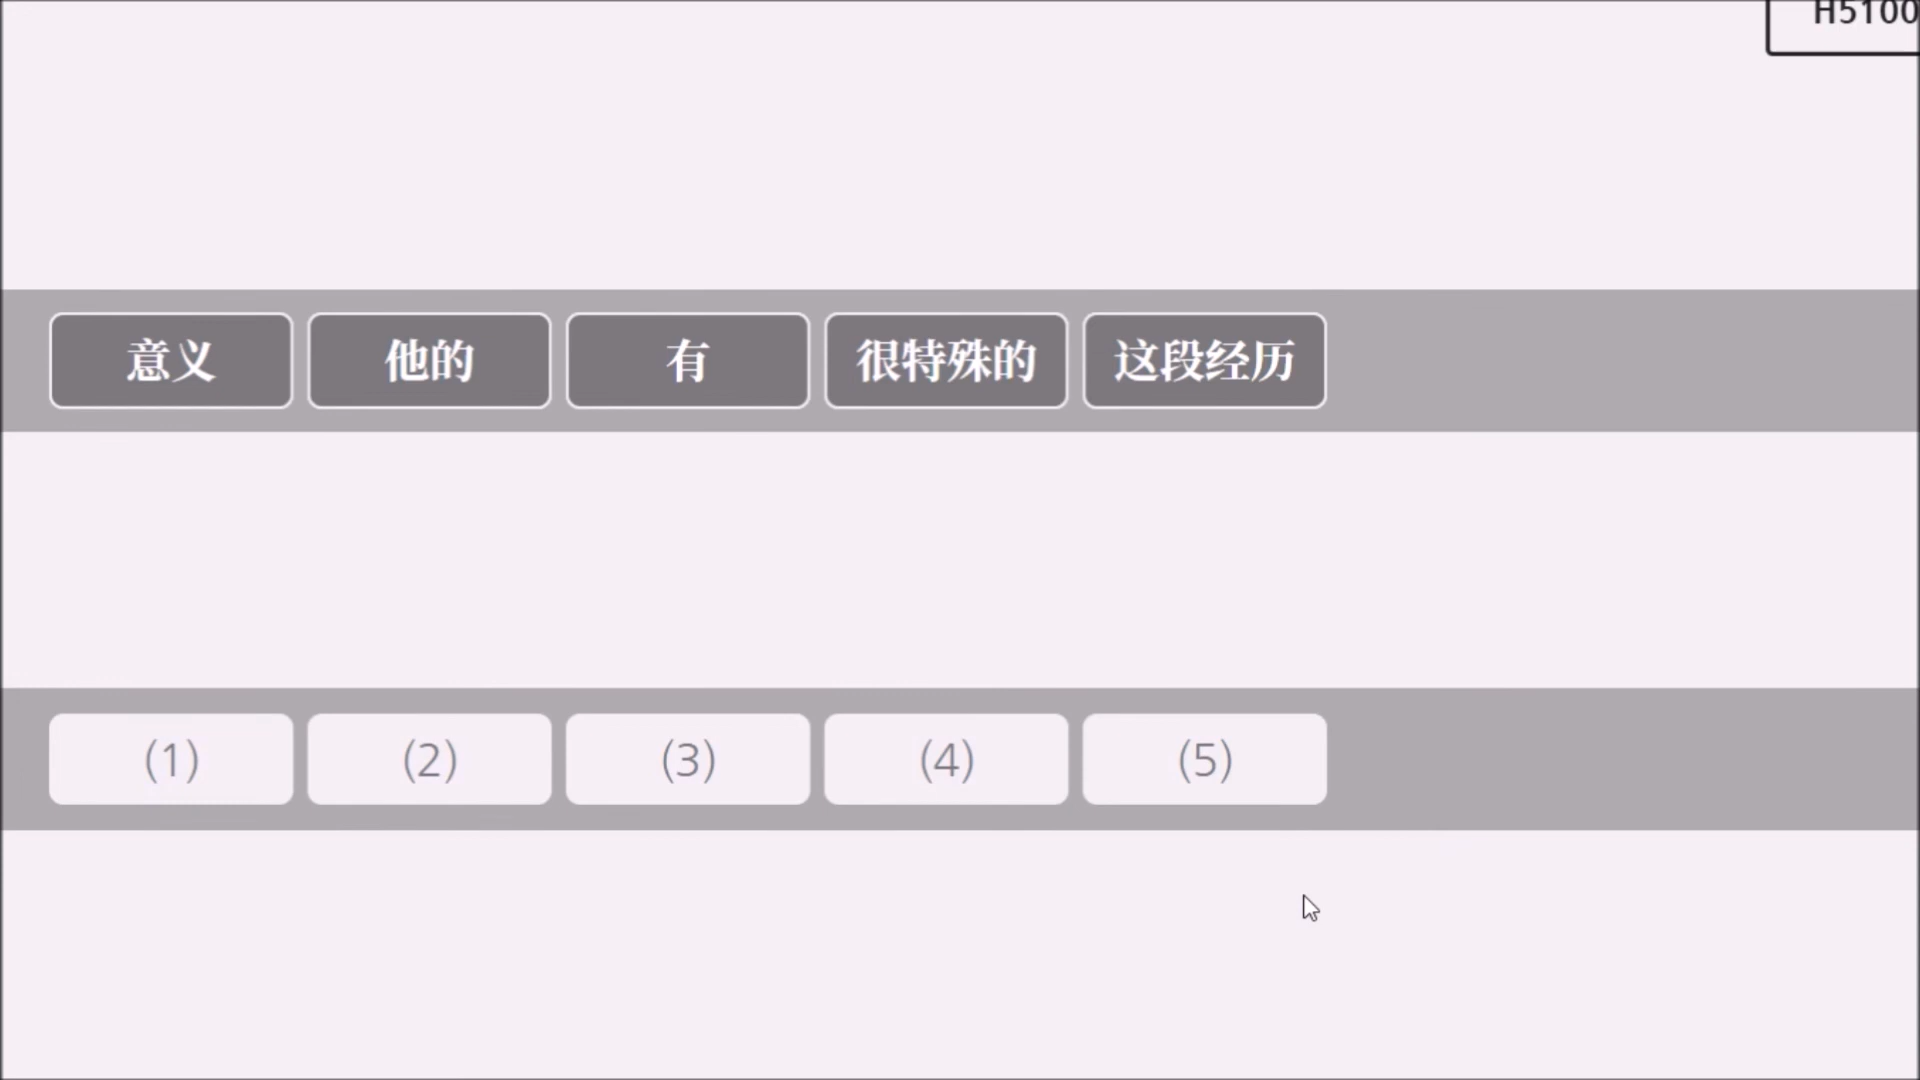 H5100
意义 他的 有 很特殊的 这段经历
(1) (2) (3) (4) (5)